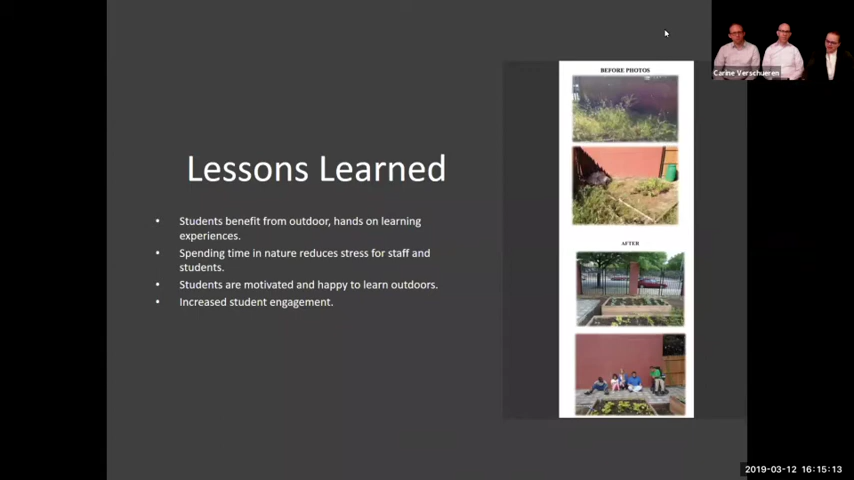 Carine Verschueren
BEFORE PHOTOS
Lessons Learned
• Students benefit from outdoor, hands on learning
experiences.
• Spending time in nature reduces stress for staff and
students.
• Students are motivated and happy to learn outdoors.
• Increased student engagement.
AFTER
2019-03-12 16:15:13